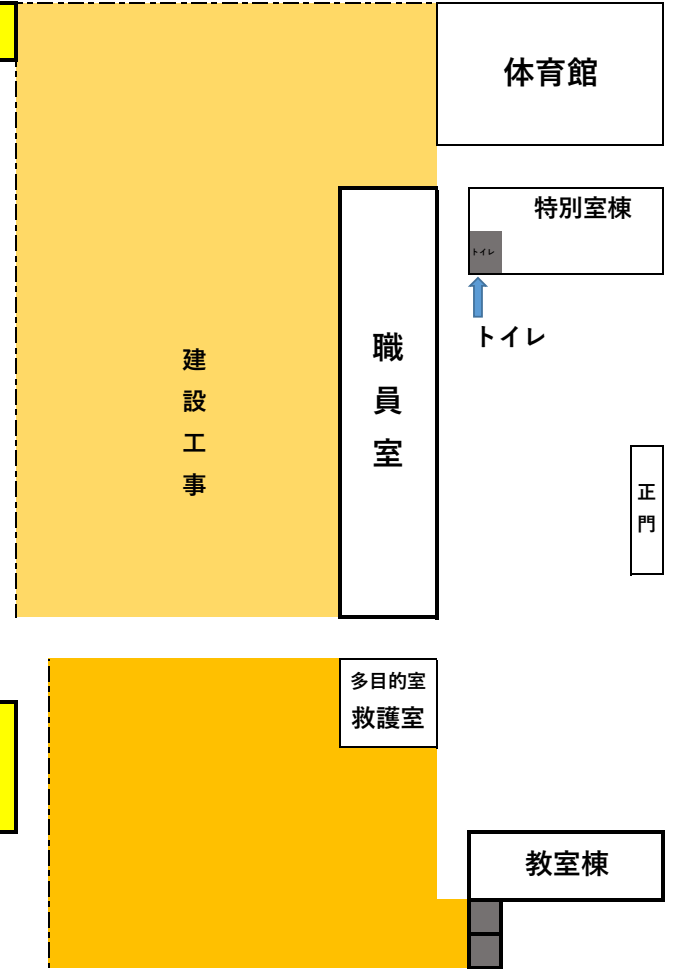 体育館
特別室棟
トイレ
トイレ
職員室
建設工事
正門
多目的室
救護室
教室棟